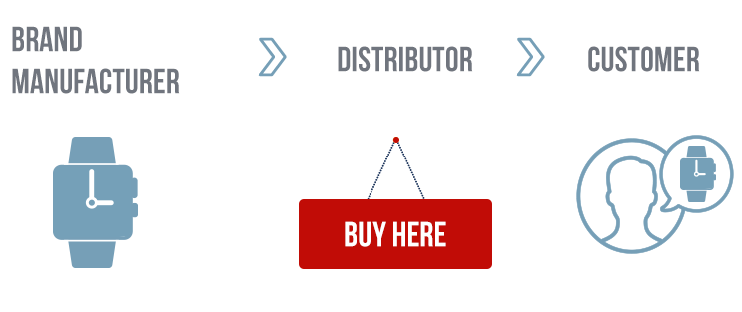 BRAND
MANUFACTURER
DISTRIBUTOR
CUSTOMER
BUY HERE